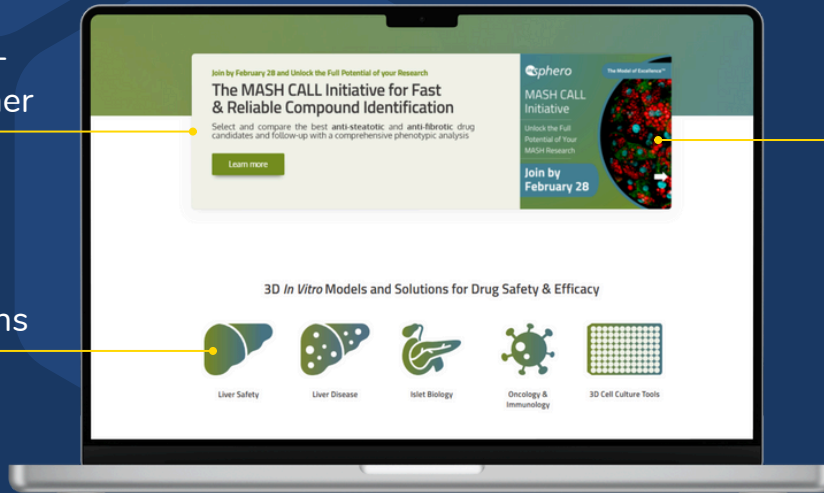 Join by February 28 and Unlock the Full Potential of your Research
The MASH CALL Initiative for Fast
& Reliable Compound Identification
Select and compare the best anti-steatotic and anti-fibrotic drug
candidates and follow-up with a comprehensive phenotypic analysis
Learn more
insphero
The Model of Excellence™
MASH CALL
Initiative
Unlock the Full
Potential of Your
MASH Research
Join by
February 28
3D In Vitro Models and Solutions for Drug Safety & Efficacy
Liver Safety
Liver Disease
Islet Biology
Oncology &
Immunology
3D Cell Culture Tools